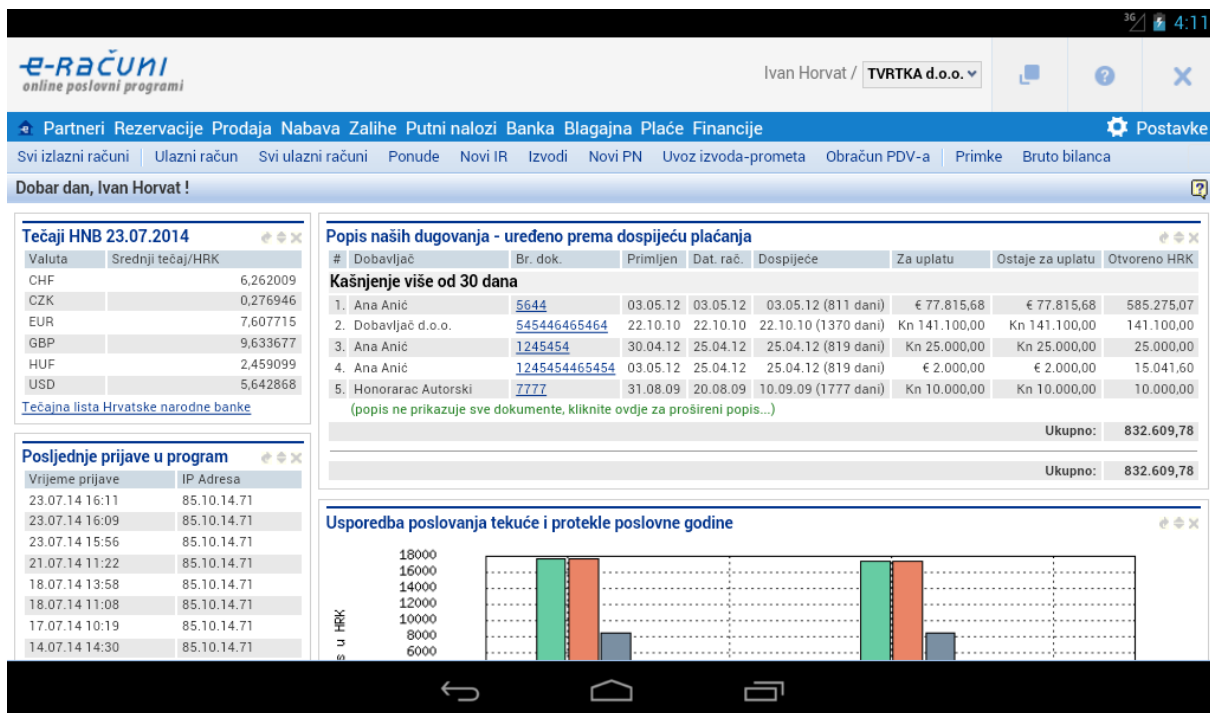 3G 4:11
e-Računi
online poslovni programi
Ivan Horvat / TVRTKA d.o.o.
Partneri Rezervacije Prodaja Nabava Zalihe Putni nalozi Banka Blagajna Plaće Financije Postavke
Svi izlazni računi Ulazni račun Svi ulazni računi Ponude Novi IR Izvodi Novi PN Uvoz izvoda-prometa Obračun PDV-a Primke Bruto bilanca
Dobar dan, Ivan Horvat !
Tečaji HNB 23.07.2014
Valuta Srednji tečaj/HRK
CHF 6,262009
CZK 0,276946
EUR 7,607715
GBP 9,633677
HUF 2,459099
USD 5,642868
Tečajna lista Hrvatske narodne banke
Posljednje prijave u program
Vrijeme prijave IP Adresa
23.07.14 16:11 85.10.14.71
23.07.14 16:09 85.10.14.71
23.07.14 15:56 85.10.14.71
21.07.14 11:22 85.10.14.71
18.07.14 13:58 85.10.14.71
18.07.14 11:08 85.10.14.71
17.07.14 10:19 85.10.14.71
14.07.14 14:30 85.10.14.71
Popis naših dugovanja - uređeno prema dospijeću plaćanja
# Dobavljač Br. dok. Primljen Dat. rač. Dospijeće Za uplatu Ostaje za uplatu Otvoreno HRK
Kašnjenje više od 30 dana
1. Ana Anić 5644 03.05.12 03.05.12 03.05.12 (811 dani) € 77.815,68 € 77.815,68 585.275,07
2. Dobavljač d.o.o. 545446465464 22.10.10 22.10.10 22.10.10 (1370 dani) Kn 141.100,00 Kn 141.100,00 141.100,00
3. Ana Anić 1245454 30.04.12 25.04.12 25.04.12 (819 dani) Kn 25.000,00 Kn 25.000,00 25.000,00
4. Ana Anić 1245454465454 03.05.12 25.04.12 25.04.12 (819 dani) € 2.000,00 € 2.000,00 15.041,60
5. Honorarac Autorski 7777 31.08.09 20.08.09 10.09.09 (1777 dani) Kn 10.000,00 Kn 10.000,00 10.000,00
(popis ne prikazuje sve dokumente, kliknite ovdje za prošireni popis...)
Ukupno: 832.609,78
Ukupno: 832.609,78
Usporedba poslovanja tekuće i protekle poslovne godine
18000
16000
14000
12000
10000
8000
6000
u HRK